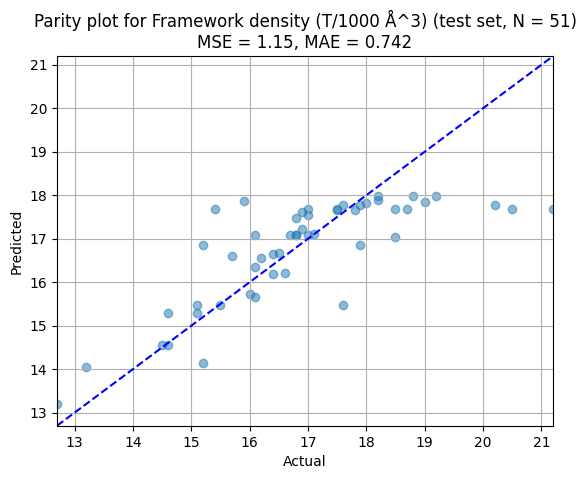 Parity plot for Framework density (T/1000 Å^3) (test set, N = 51)
MSE = 1.15, MAE = 0.742
21
20
19
18
17
16
15
14
13
Predicted
13 14 15 16 17 18 19 20 21
Actual